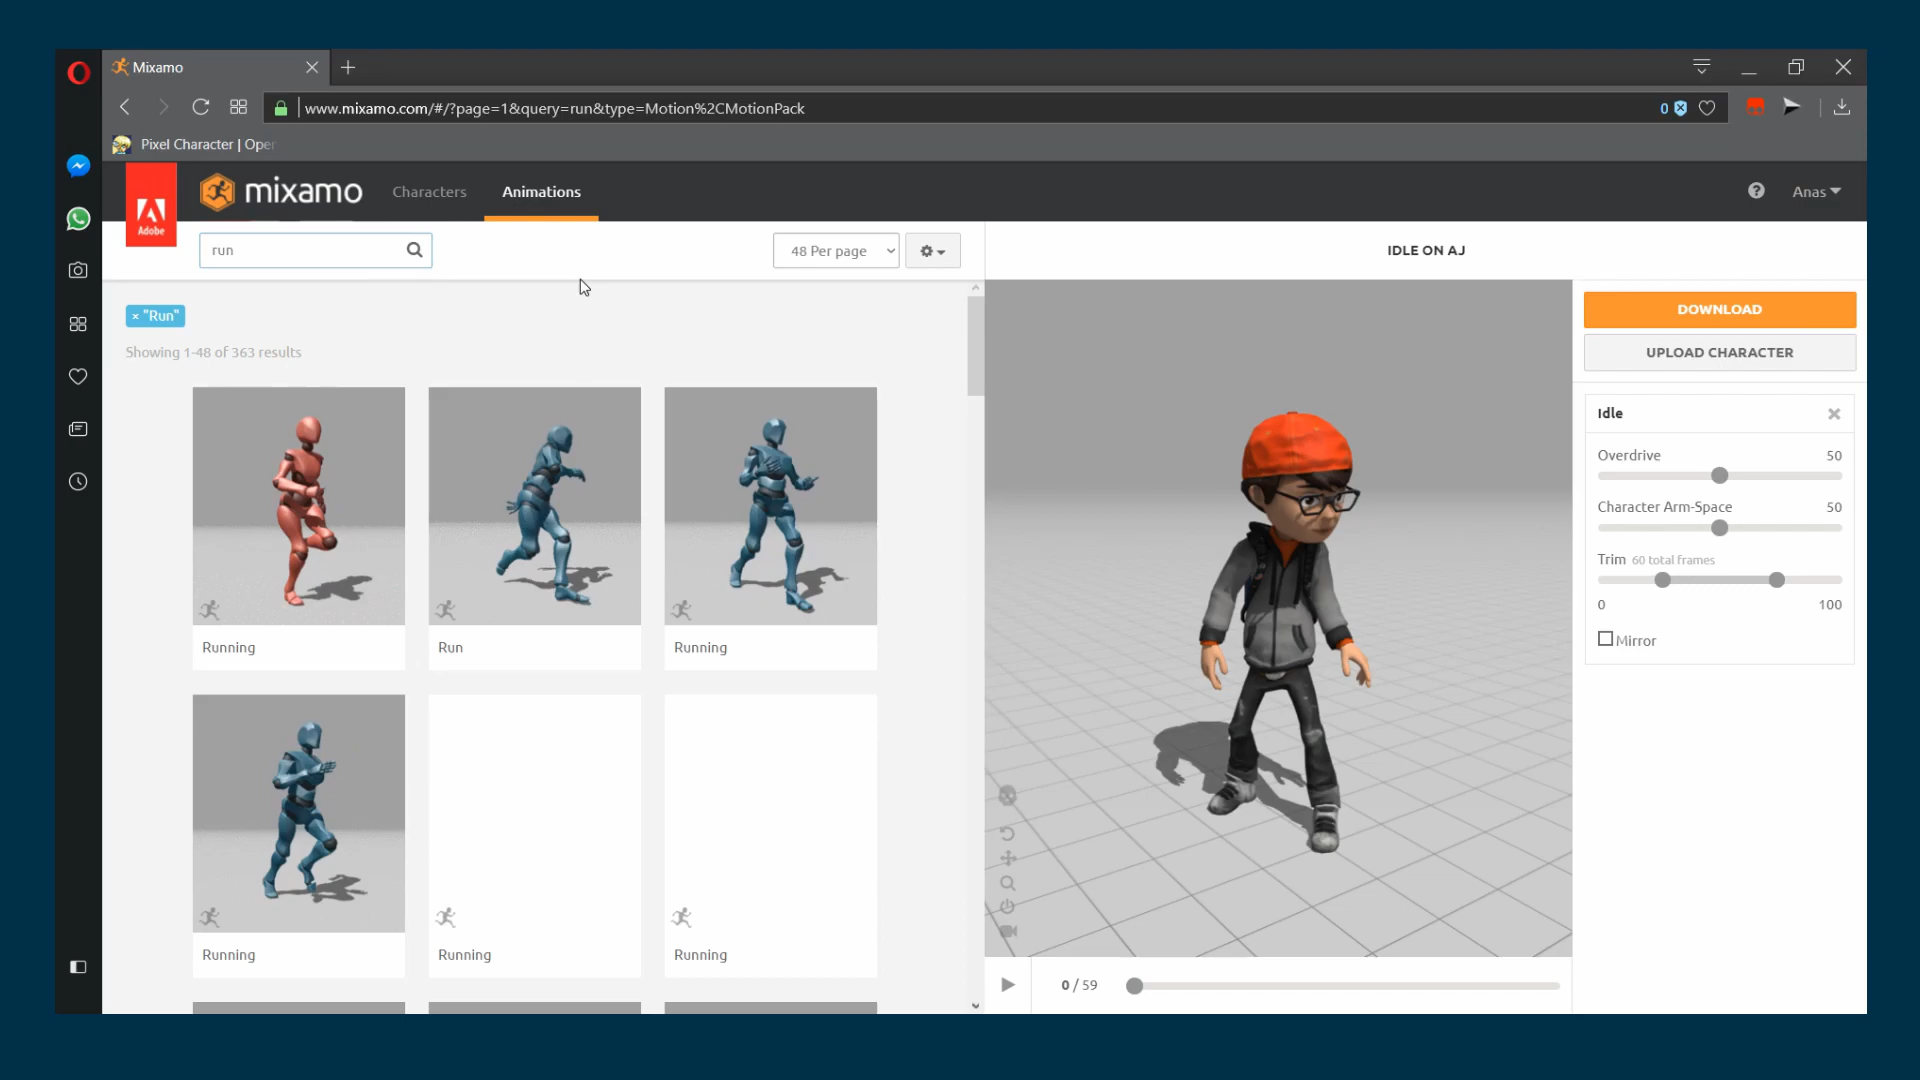 Mixamo
www.mixamo.com/#/?page=1&query=run&type=Motion%2CMotionPack
0
Pixel Character | Oper
Adobe
mixamo
Characters
Animations
Anas
run
48 Per page
IDLE ON AJ
× "Run"
Showing 1-48 of 363 results
DOWNLOAD
UPLOAD CHARACTER
Idle
Overdrive 50
Character Arm-Space 50
Trim 60 total frames
0 100
Mirror
Running
Run
Running
Running
Running
Running
0 / 59